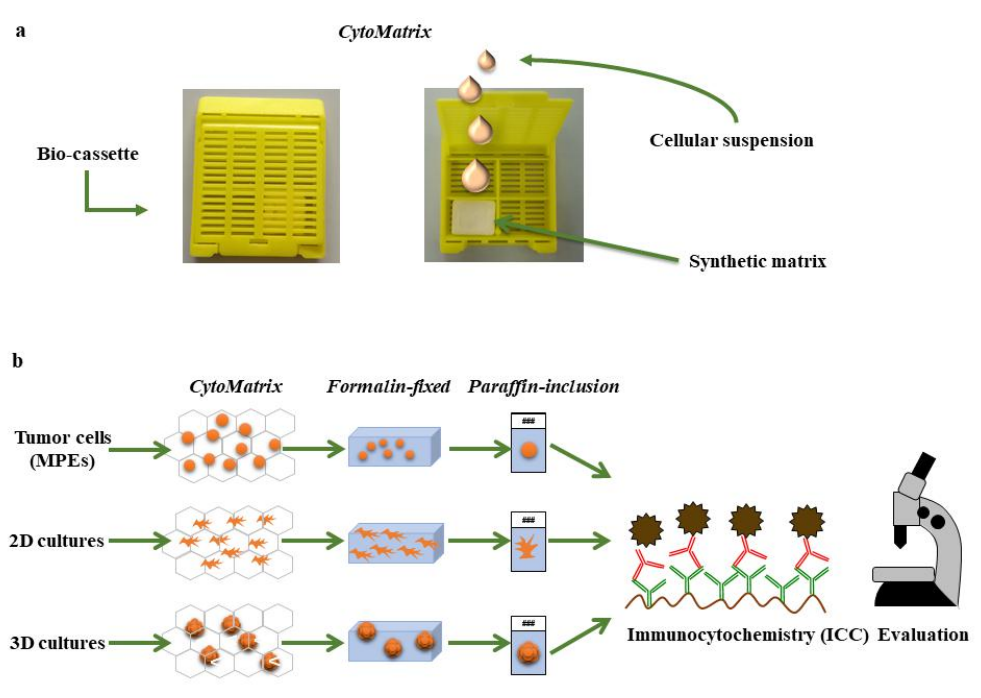 a
CytoMatrix
Bio-cassette
Cellular suspension
Synthetic matrix
b
CytoMatrix
Formalin-fixed
Paraffin-inclusion
Tumor cells
(MPEs)
###
2D cultures
###
3D cultures
###
Immunocytochemistry (ICC)
Evaluation